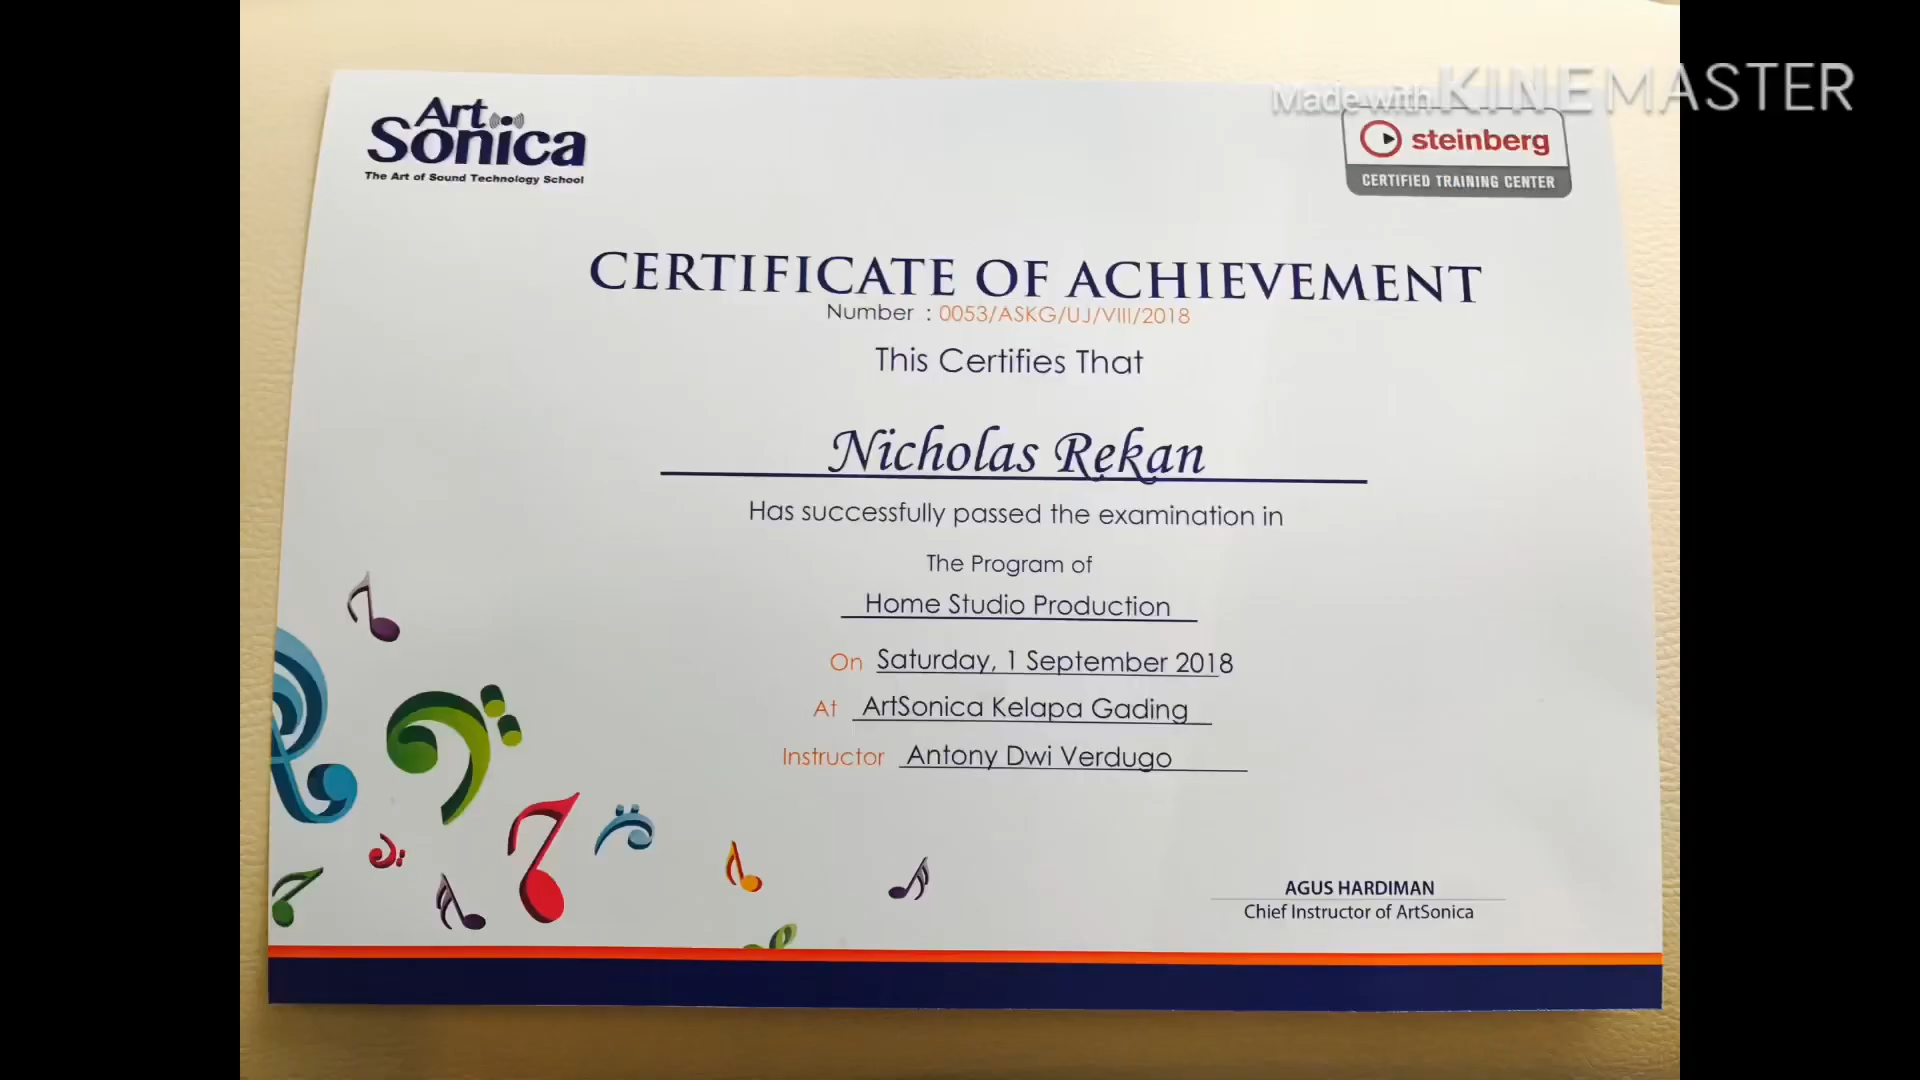 Made with KINEMASTER
Art
Sonica
The Art of Sound Technology School
steinberg
CERTIFIED TRAINING CENTER
CERTIFICATE OF ACHIEVEMENT
Number : 0053/ASKG/UJ/VIII/2018
This Certifies That
Nicholas Rekan
Has successfully passed the examination in
The Program of
Home Studio Production
On Saturday, 1 September 2018
At ArtSonica Kelapa Gading
Instructor Antony Dwi Verdugo
AGUS HARDIMAN
Chief Instructor of ArtSonica